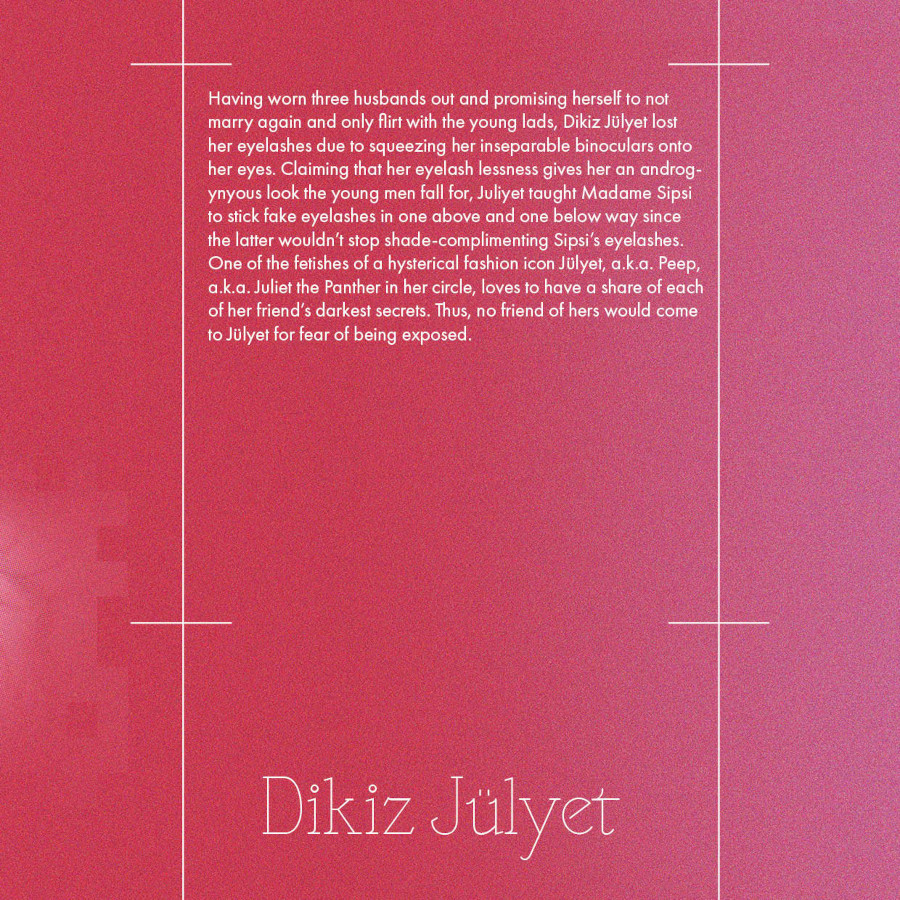 Having worn three husbands out and promising herself to not
marry again and only flirt with the young lads, Dikiz Jülyet lost
her eyelashes due to squeezing her inseparable binoculars onto
her eyes. Claiming that her eyelash lessness gives her an androg-
ynyous look the young men fall for, Juliyet taught Madame Sipsi
to stick fake eyelashes in one above and one below way since
the latter wouldn’t stop shade-complimenting Sipsi’s eyelashes.
One of the fetishes of a hysterical fashion icon Jülyet, a.k.a. Peep,
a.k.a. Juliet the Panther in her circle, loves to have a share of each
of her friend’s darkest secrets. Thus, no friend of hers would come
to Jülyet for fear of being exposed.
Dikiz Jülyet